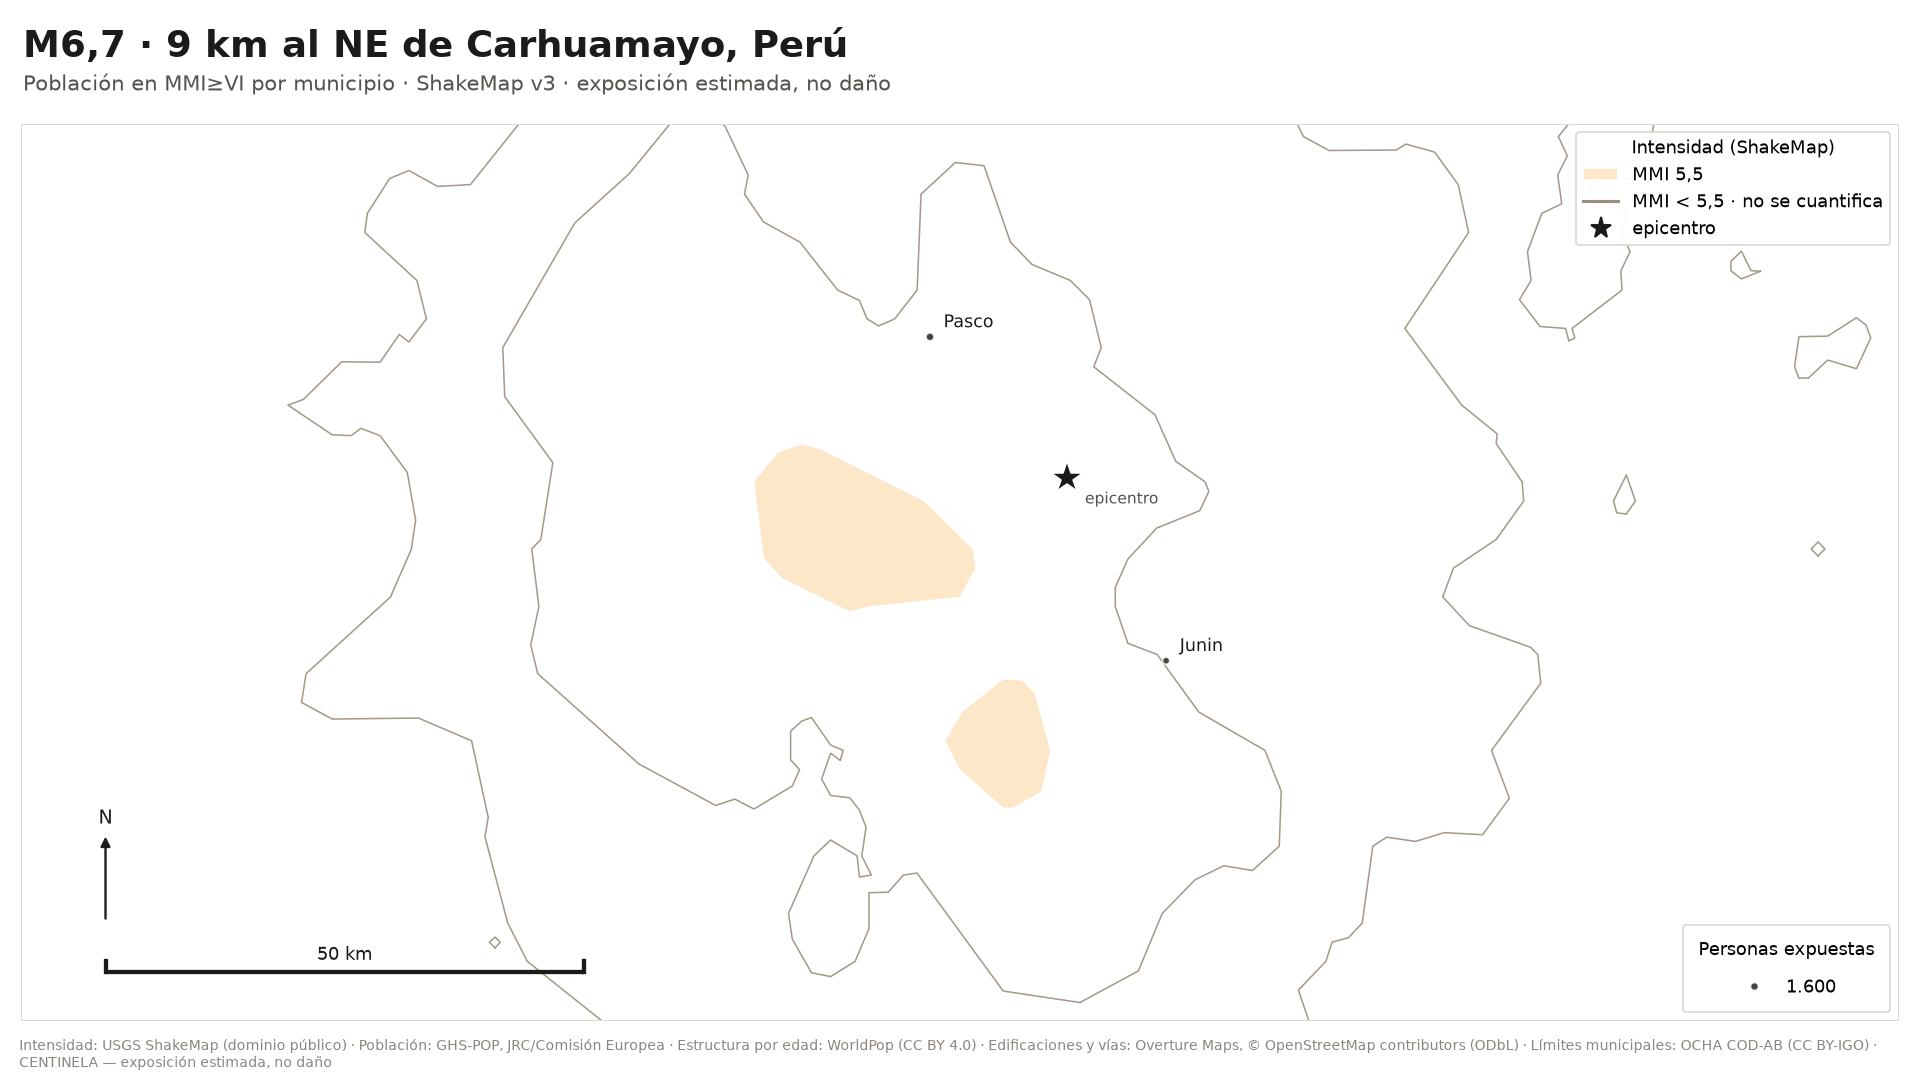 M6,7 · 9 km al NE de Carhuamayo, Perú
Población en MMI≥VI por municipio · ShakeMap v3 · exposición estimada, no daño
Intensidad (ShakeMap)
MMI 5,5
MMI < 5,5 · no se cuantifica
epicentro
Pasco
epicentro
Junin
N
50 km
Personas expuestas
1.600
Intensidad: USGS ShakeMap (dominio público) · Población: GHS-POP, JRC/Comisión Europea · Estructura por edad: WorldPop (CC BY 4.0) · Edificaciones y vías: Overture Maps, © OpenStreetMap contributors (ODbL) · Límites municipales: OCHA COD-AB (CC BY-IGO) ·
CENTINELA — exposición estimada, no daño